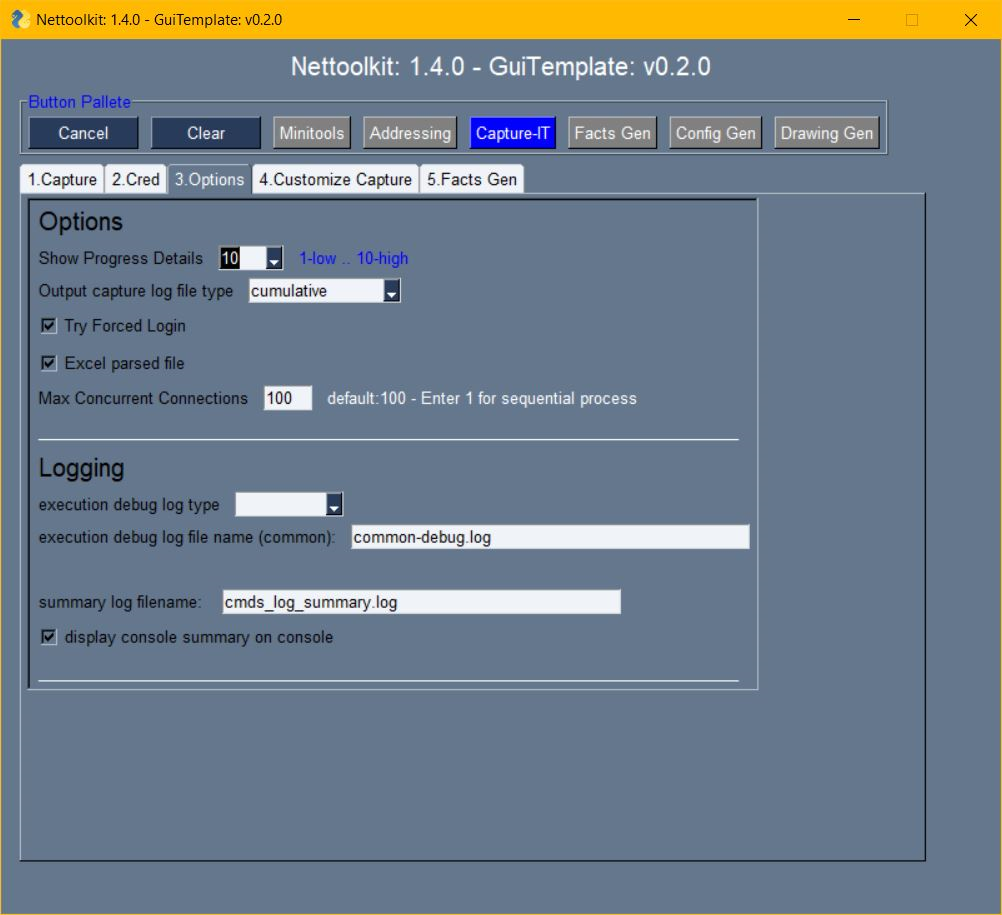 Nettoolkit: 1.4.0 - GuiTemplate: v0.2.0
Nettoolkit: 1.4.0 - GuiTemplate: v0.2.0
Button Pallete
Cancel Clear Minitools Addressing Capture-IT Facts Gen Config Gen Drawing Gen
1.Capture 2.Cred 3.Options 4.Customize Capture 5.Facts Gen
Options
Show Progress Details 10 1-low .. 10-high
Output capture log file type cumulative
Try Forced Login
Excel parsed file
Max Concurrent Connections 100 default:100 - Enter 1 for sequential process
Logging
execution debug log type
execution debug log file name (common): common-debug.log
summary log filename: cmds_log_summary.log
display console summary on console